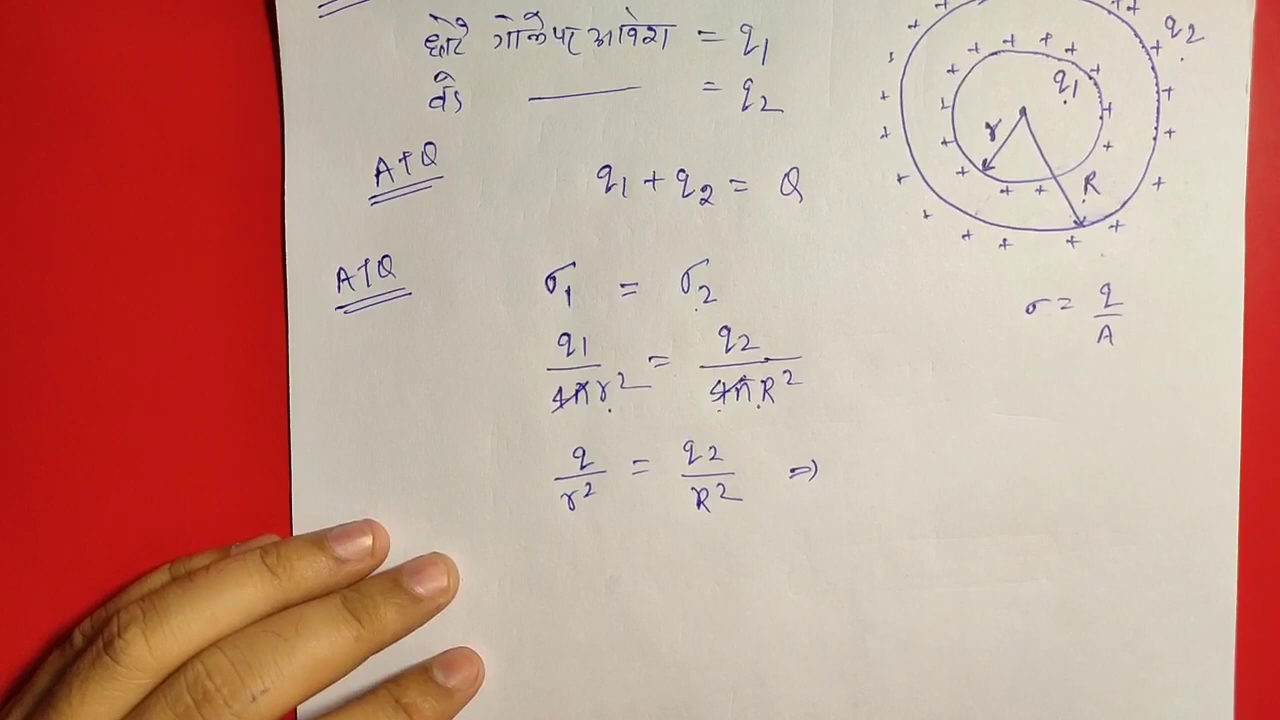 छोटे गोले पर आवेश = q₁
बड़े ——— = q₂
A+Q q₁ + q₂ = Q
A+Q σ₁ = σ₂
q₁/4πr² = q₂/4πR²
q/r² = q₂/R² ⇒
q₂
q₁
r
R
σ = q/A